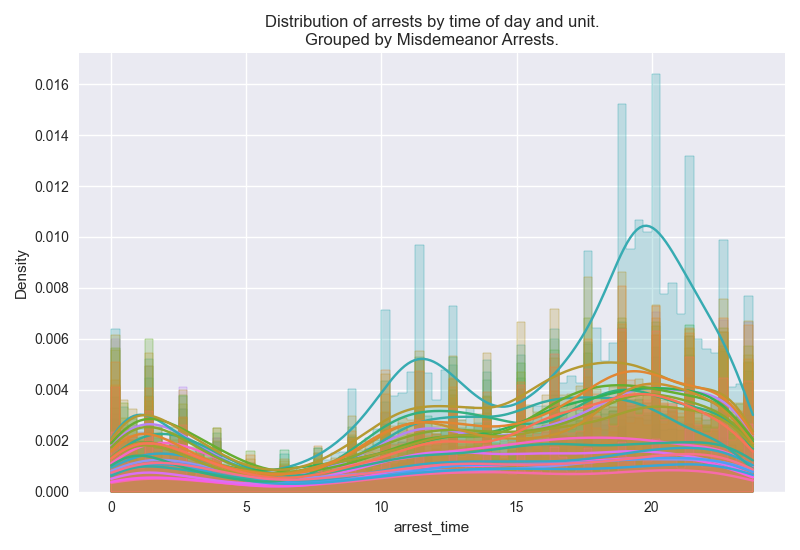 Distribution of arrests by time of day and unit.
Grouped by Misdemeanor Arrests.
0.016
0.014
0.012
0.010
0.008
0.006
0.004
0.002
0.000
Density
0 5 10 15 20
arrest_time